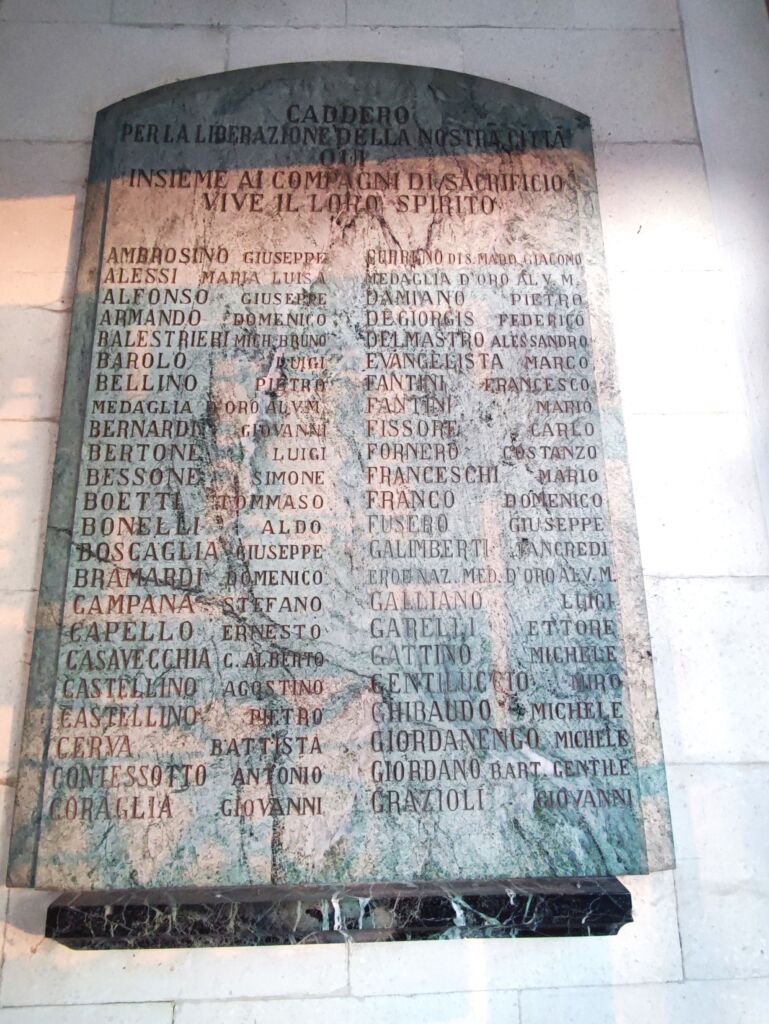 CADDERO
PER LA LIBERAZIONE DELLA NOSTRA CITTÀ
QUI
INSIEME AI COMPAGNI DI SACRIFICIO
VIVE IL LORO SPIRITO
AMBROSINO GIUSEPPE
ALESSI MARIA LUISA
ALFONSO GIUSEPPE
ARMANDO DOMENICO
BALESTRIERI MICH. BRUNO
BAROLO LUIGI
BELLINO PIETRO
MEDAGLIA D'ORO AL V.M.
BERNARDI GIOVANNI
BERTONE LUIGI
BESSONE SIMONE
BOETTI TOMMASO
BONELLI ALDO
BOSCAGLIA GIUSEPPE
BRAMARDI DOMENICO
CAMPANA STEFANO
CAPELLO ERNESTO
CASAVECCHIA C. ALBERTO
CASTELLINO AGOSTINO
CASTELLINO PIETRO
CERVA BATTISTA
CONTESSOTTO ANTONIO
CORAGLIA GIOVANNI
CURRENO DI S. MADD. GIACOMO
MEDAGLIA D'ORO AL V. M.
DAMIANO PIETRO
DEGIORGIS FEDERICO
DELMASTRO ALESSANDRO
EVANGELISTA MARCO
FANTINI FRANCESCO
FANTINI MARIO
FISSORE CARLO
FORNERO COSTANZO
FRANCESCHI MARIO
FRANCO DOMENICO
FUSERO GIUSEPPE
GALIMBERTI TANCREDI
EROE NAZ. MED. D'ORO AL V. M.
GALLIANO LUIGI
GARELLI ETTORE
GATTINO MICHELE
GENTILUCCIO MIRO
GHIBAUDO MICHELE
GIORDANENGO MICHELE
GIORDANO BART. GENTILE
GRAZIOLI GIOVANNI